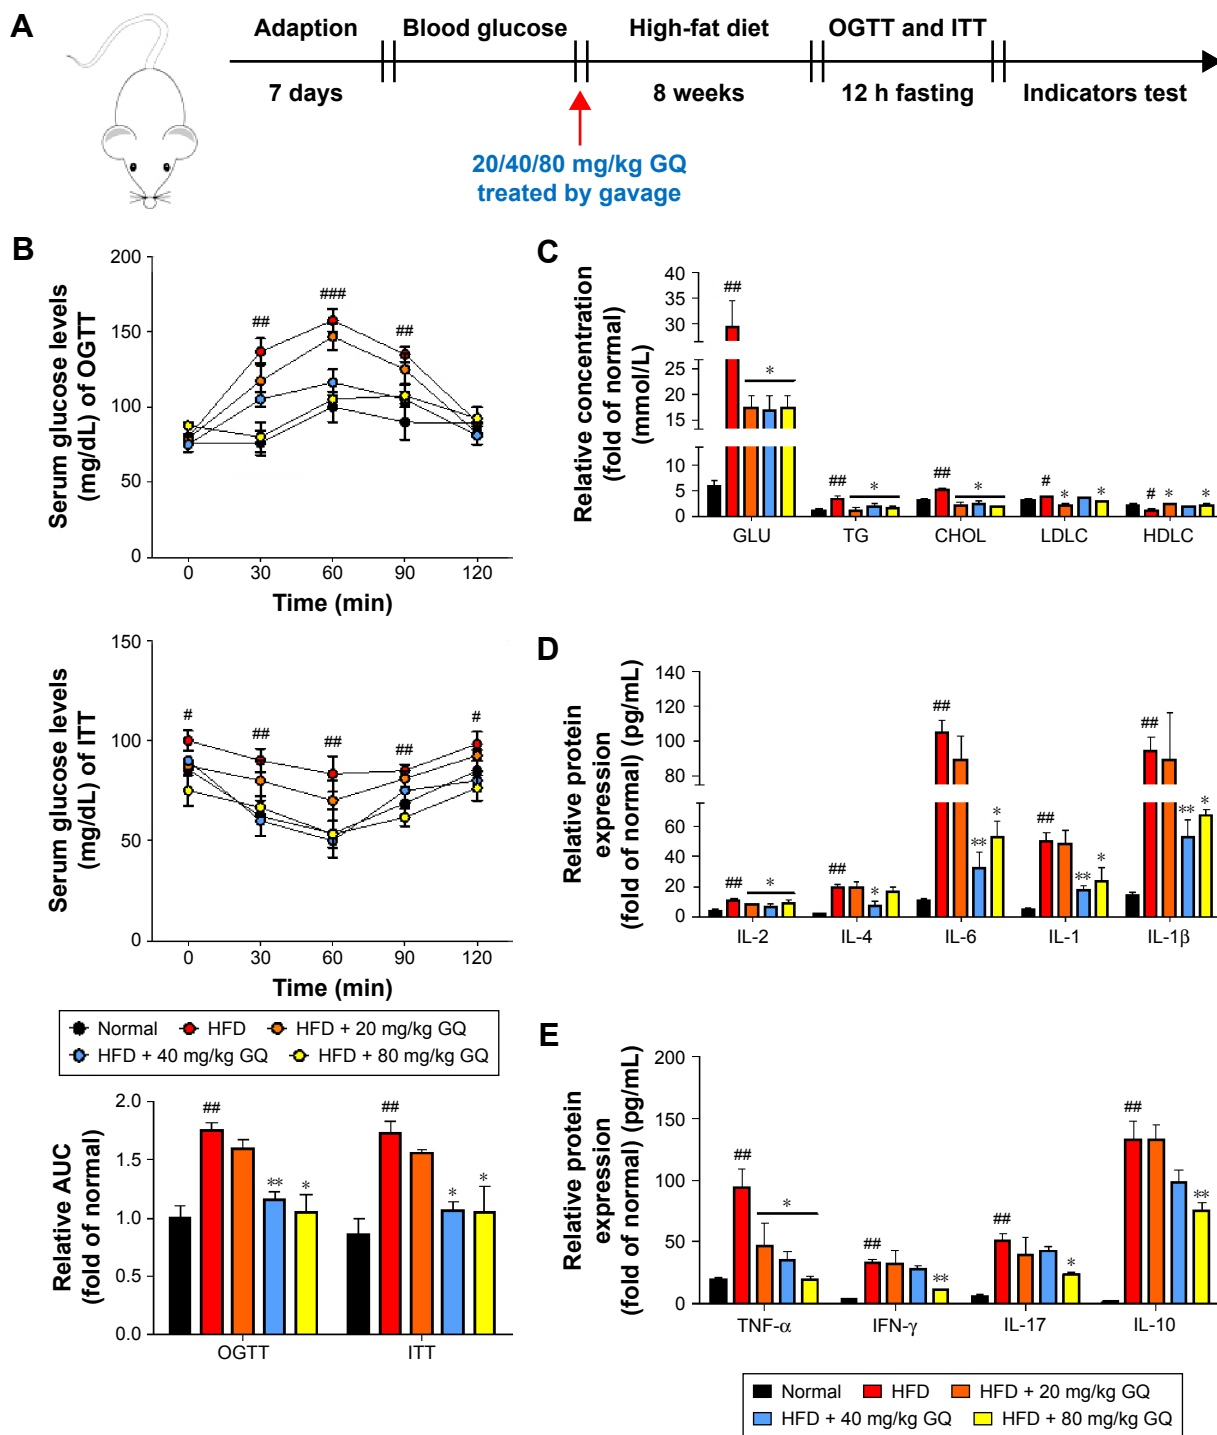 A
Adaption
Blood glucose
High-fat diet
OGTT and ITT
7 days
8 weeks
12 h fasting
Indicators test
20/40/80 mg/kg GQ
treated by gavage
B
Serum glucose levels
(mg/dL) of OGTT
200
150
100
50
0
##
###
##
0
30
60
90
120
Time (min)
Serum glucose levels
(mg/dL) of ITT
150
100
50
0
#
##
##
##
#
0
30
60
90
120
Time (min)
Normal
HFD
HFD + 20 mg/kg GQ
HFD + 40 mg/kg GQ
HFD + 80 mg/kg GQ
Relative AUC
(fold of normal)
2.0
1.5
1.0
0.5
0.0
##
**
*
##
*
*
OGTT
ITT
C
Relative concentration
(fold of normal)
(mmol/L)
40
35
30
25
20
15
10
5
0
##
*
##
*
##
*
#
*
*
#
*
*
GLU
TG
CHOL
LDLC
HDLC
D
Relative protein
expression
(fold of normal) (pg/mL)
140
120
100
80
60
40
20
0
##
*
##
*
##
**
*
##
**
*
##
**
*
IL-2
IL-4
IL-6
IL-1
IL-1β
E
Relative protein
expression
(fold of normal) (pg/mL)
200
150
100
50
0
##
*
##
**
##
*
##
**
TNF-α
IFN-γ
IL-17
IL-10
Normal
HFD
HFD + 20 mg/kg GQ
HFD + 40 mg/kg GQ
HFD + 80 mg/kg GQ